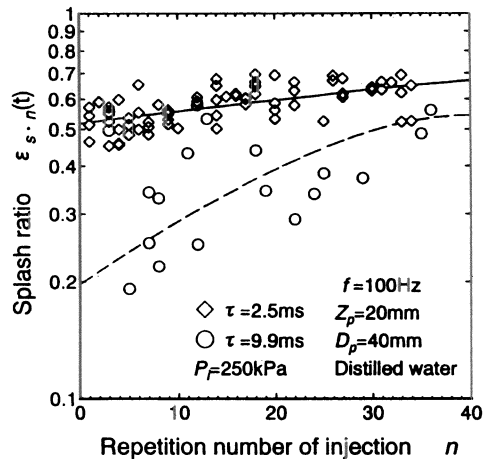 1
0.9
0.8
0.7
0.6
0.5
0.4
0.3
0.2
0.1
Splash ratio ε s・n(t)
f=100Hz
◇ τ=2.5ms Zp=20mm
○ τ=9.9ms Dp=40mm
Pi=250kPa Distilled water
0 10 20 30 40
Repetition number of injection n